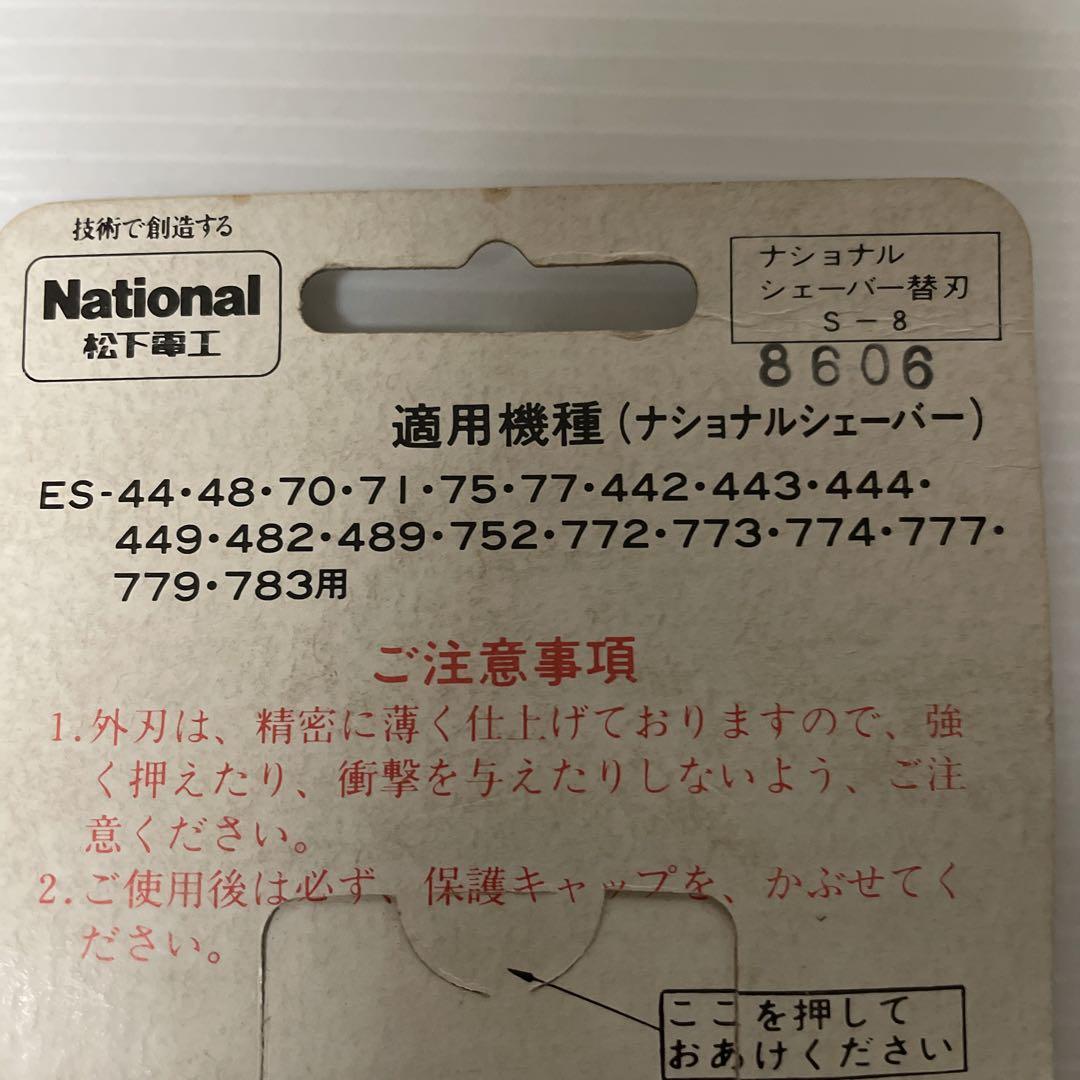 技術で創造する
National
松下電工
ナショナル
シェーバー替刃
S-8
8606
適用機種(ナショナルシェーバー)
ES-44・48・70・71・75・77・442・443・444・
449・482・489・752・772・773・774・777・
779・783用
ご注意事項
1.外刃は、精密に薄く仕上げておりますので、強
く押えたり、衝撃を与えたりしないよう、ご注
意ください。
2.ご使用後は必ず、保護キャップを、かぶせてく
ださい。
ここを押して
おあけください